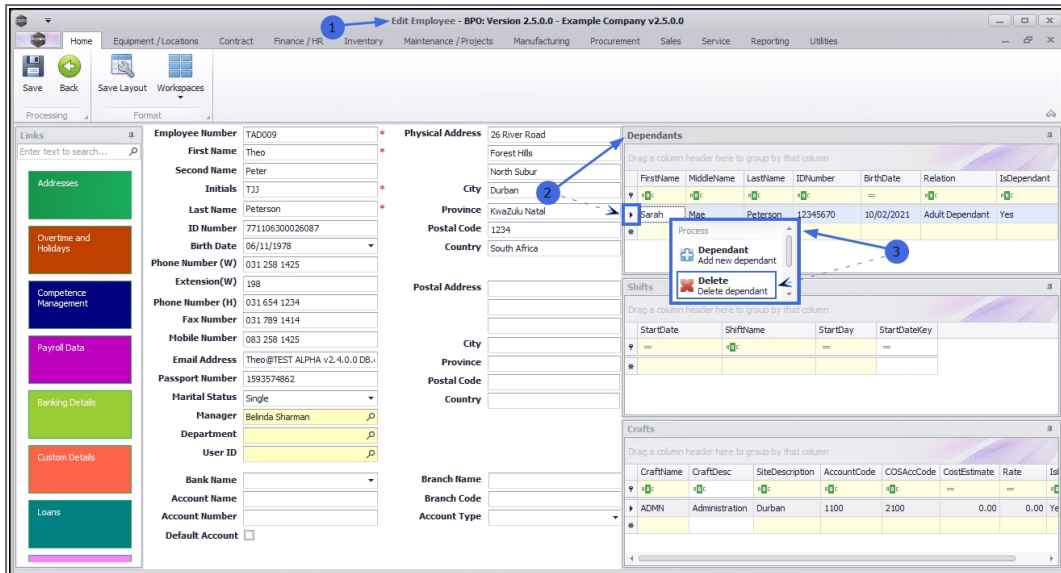 Edit Employee - BPO: Version 2.5.0.0 - Example Company v2.5.0.0
1
Home Equipment / Locations Contract Finance / HR Inventory Maintenance / Projects Manufacturing Procurement Sales Service Reporting Utilities
Save Back Save Layout Workspaces
Processing Format
Links
Enter text to search...
Addresses
Overtime and
Holidays
Competence
Management
Payroll Data
Banking Details
Custom Details
Loans
Employee Number TAD009 *
First Name Theo *
Second Name Peter
Initials TJJ *
Last Name Peterson *
ID Number 771106300026087
Birth Date 06/11/1978
Phone Number (W) 031 258 1425
Extension(W) 198
Phone Number (H) 031 654 1234
Fax Number 031 789 1414
Mobile Number 083 258 1425
Email Address Theo@TEST ALPHA v2.4.0.0 DB.
Passport Number 1593574862
Marital Status Single
Manager Belinda Sharman
Department
User ID
Bank Name
Account Name
Account Number
Default Account
Physical Address 26 River Road
Forest Hills
North Subur
City Durban
Province KwaZulu Natal
Postal Code 1234
Country South Africa
Postal Address
City
Province
Postal Code
Country
Branch Name
Branch Code
Account Type
2
Dependants
Drag a column header here to group by that column
FirstName MiddleName LastName IDNumber BirthDate Relation IsDependant
Sarah Mae Peterson 12345670 10/02/2021 Adult Dependant Yes
Process
Dependant
Add new dependant
Delete
Delete dependant
3
Shifts
Drag a column header here to group by that column
StartDate ShiftName StartDay StartDateKey
Crafts
Drag a column header here to group by that column
CraftName CraftDesc SiteDescription AccountCode COSAccCode CostEstimate Rate
ADMN Administration Durban 1100 2100 0.00 0.00 Ye